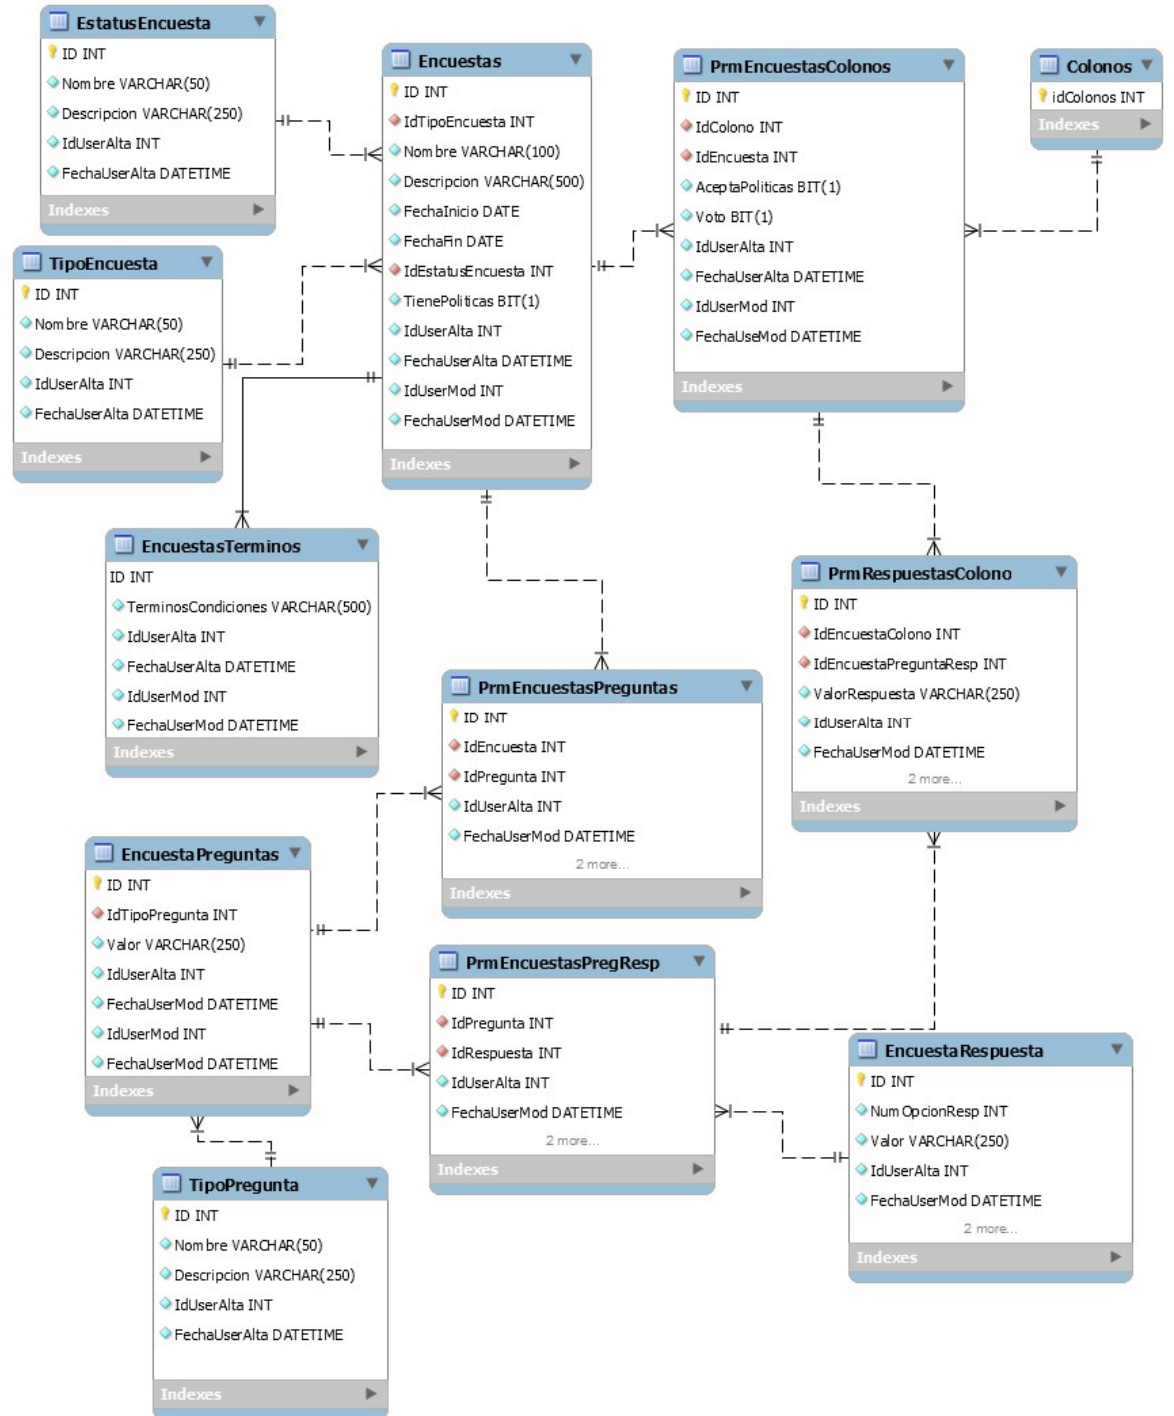 EstatusEncuesta
ID INT
Nombre VARCHAR(50)
Descripcion VARCHAR(250)
IdUserAlta INT
FechaUserAlta DATETIME
Indexes
Encuestas
ID INT
IdTipoEncuesta INT
Nombre VARCHAR(100)
Descripcion VARCHAR(500)
FechaInicio DATE
FechaFin DATE
IdEstatusEncuesta INT
TienePoliticas BIT(1)
IdUserAlta INT
FechaUserAlta DATETIME
IdUserMod INT
FechaUserMod DATETIME
Indexes
PrmEncuestasColonos
ID INT
IdColono INT
IdEncuesta INT
AceptaPoliticas BIT(1)
Voto BIT(1)
IdUserAlta INT
FechaUserAlta DATETIME
IdUserMod INT
FechaUseMod DATETIME
Indexes
Colonos
idColonos INT
Indexes
TipoEncuesta
ID INT
Nombre VARCHAR(50)
Descripcion VARCHAR(250)
IdUserAlta INT
FechaUserAlta DATETIME
Indexes
EncuestasTerminos
ID INT
TerminosCondiciones VARCHAR(500)
IdUserAlta INT
FechaUserAlta DATETIME
IdUserMod INT
FechaUserMod DATETIME
Indexes
PrmRespuestasColono
ID INT
IdEncuestaColono INT
IdEncuestaPreguntaResp INT
ValorRespuesta VARCHAR(250)
IdUserAlta INT
FechaUserMod DATETIME
2 more...
Indexes
PrmEncuestasPreguntas
ID INT
IdEncuesta INT
IdPregunta INT
IdUserAlta INT
FechaUserMod DATETIME
2 more...
Indexes
EncuestaPreguntas
ID INT
IdTipoPregunta INT
Valor VARCHAR(250)
IdUserAlta INT
FechaUserMod DATETIME
IdUserMod INT
FechaUserMod DATETIME
Indexes
PrmEncuestasPregResp
ID INT
IdPregunta INT
IdRespuesta INT
IdUserAlta INT
FechaUserMod DATETIME
2 more...
Indexes
EncuestaRespuesta
ID INT
NumOpcionResp INT
Valor VARCHAR(250)
IdUserAlta INT
FechaUserMod DATETIME
2 more...
Indexes
TipoPregunta
ID INT
Nombre VARCHAR(50)
Descripcion VARCHAR(250)
IdUserAlta INT
FechaUserAlta DATETIME
Indexes